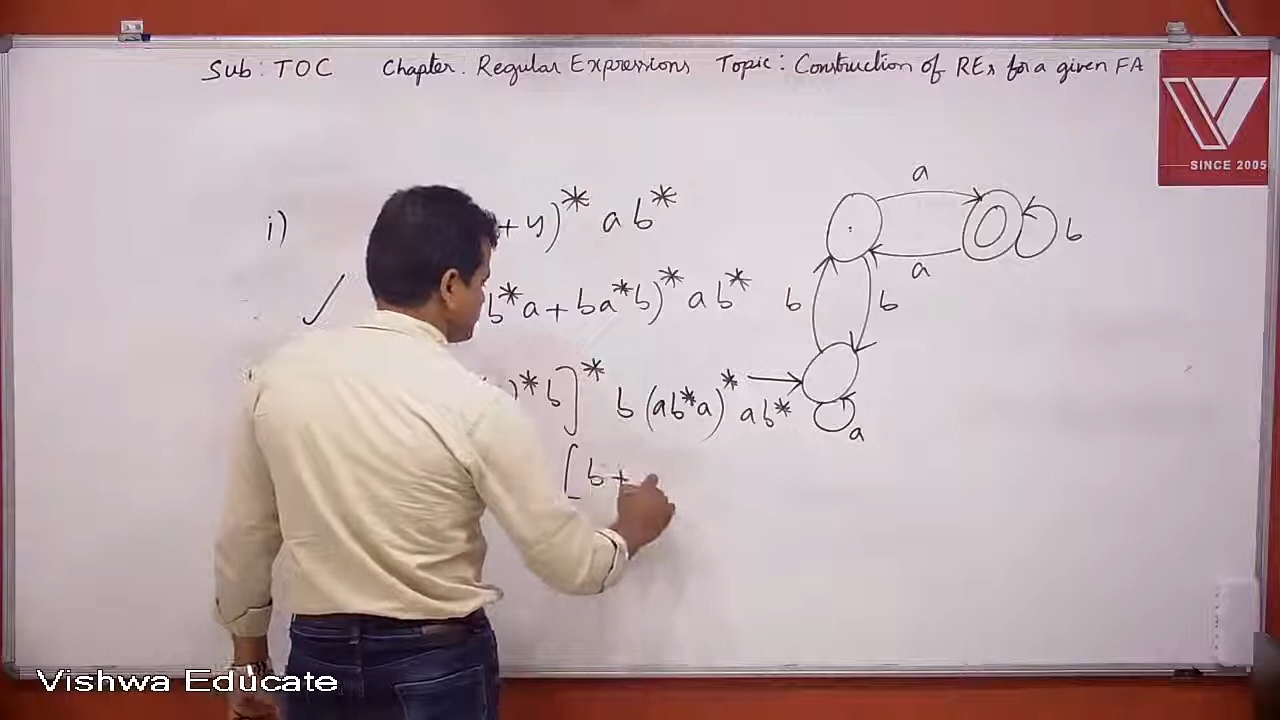 Sub : TOC Chapter : Regular Expressions Topic : Construction of REs for a given FA
SINCE 2005
i) + y)* ab*
b*a + ba*b)* ab*
)* b]* b (ab*a)* ab*
[b +
a
b
a
b
b
a
Vishwa Educate